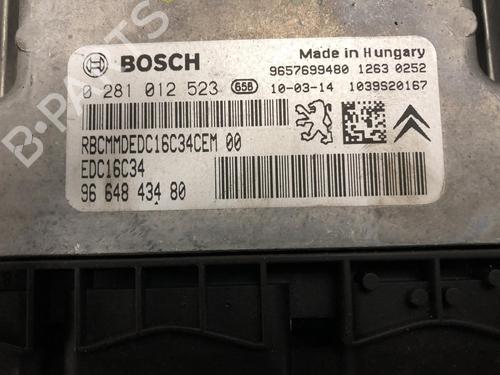 BOSCH
Made in Hungary
9657699480 1263 0252
0 281 012 523 658 10-03-14 1039S20167
RBCMMDEDC16C34CEM 00
EDC16C34
96 648 434 80
B-PARTS